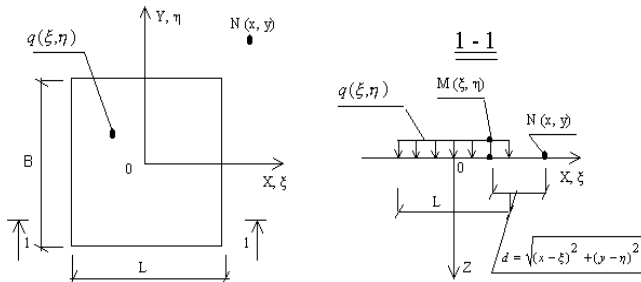 Y, η
N (x, y)
q(ξ,η)
B
0
X, ξ
1
1
L
1 - 1
q(ξ,η)
M(ξ, η)
N(x, y)
0
X, ξ
L
Z
d = √(x − ξ)² + (y − η)²